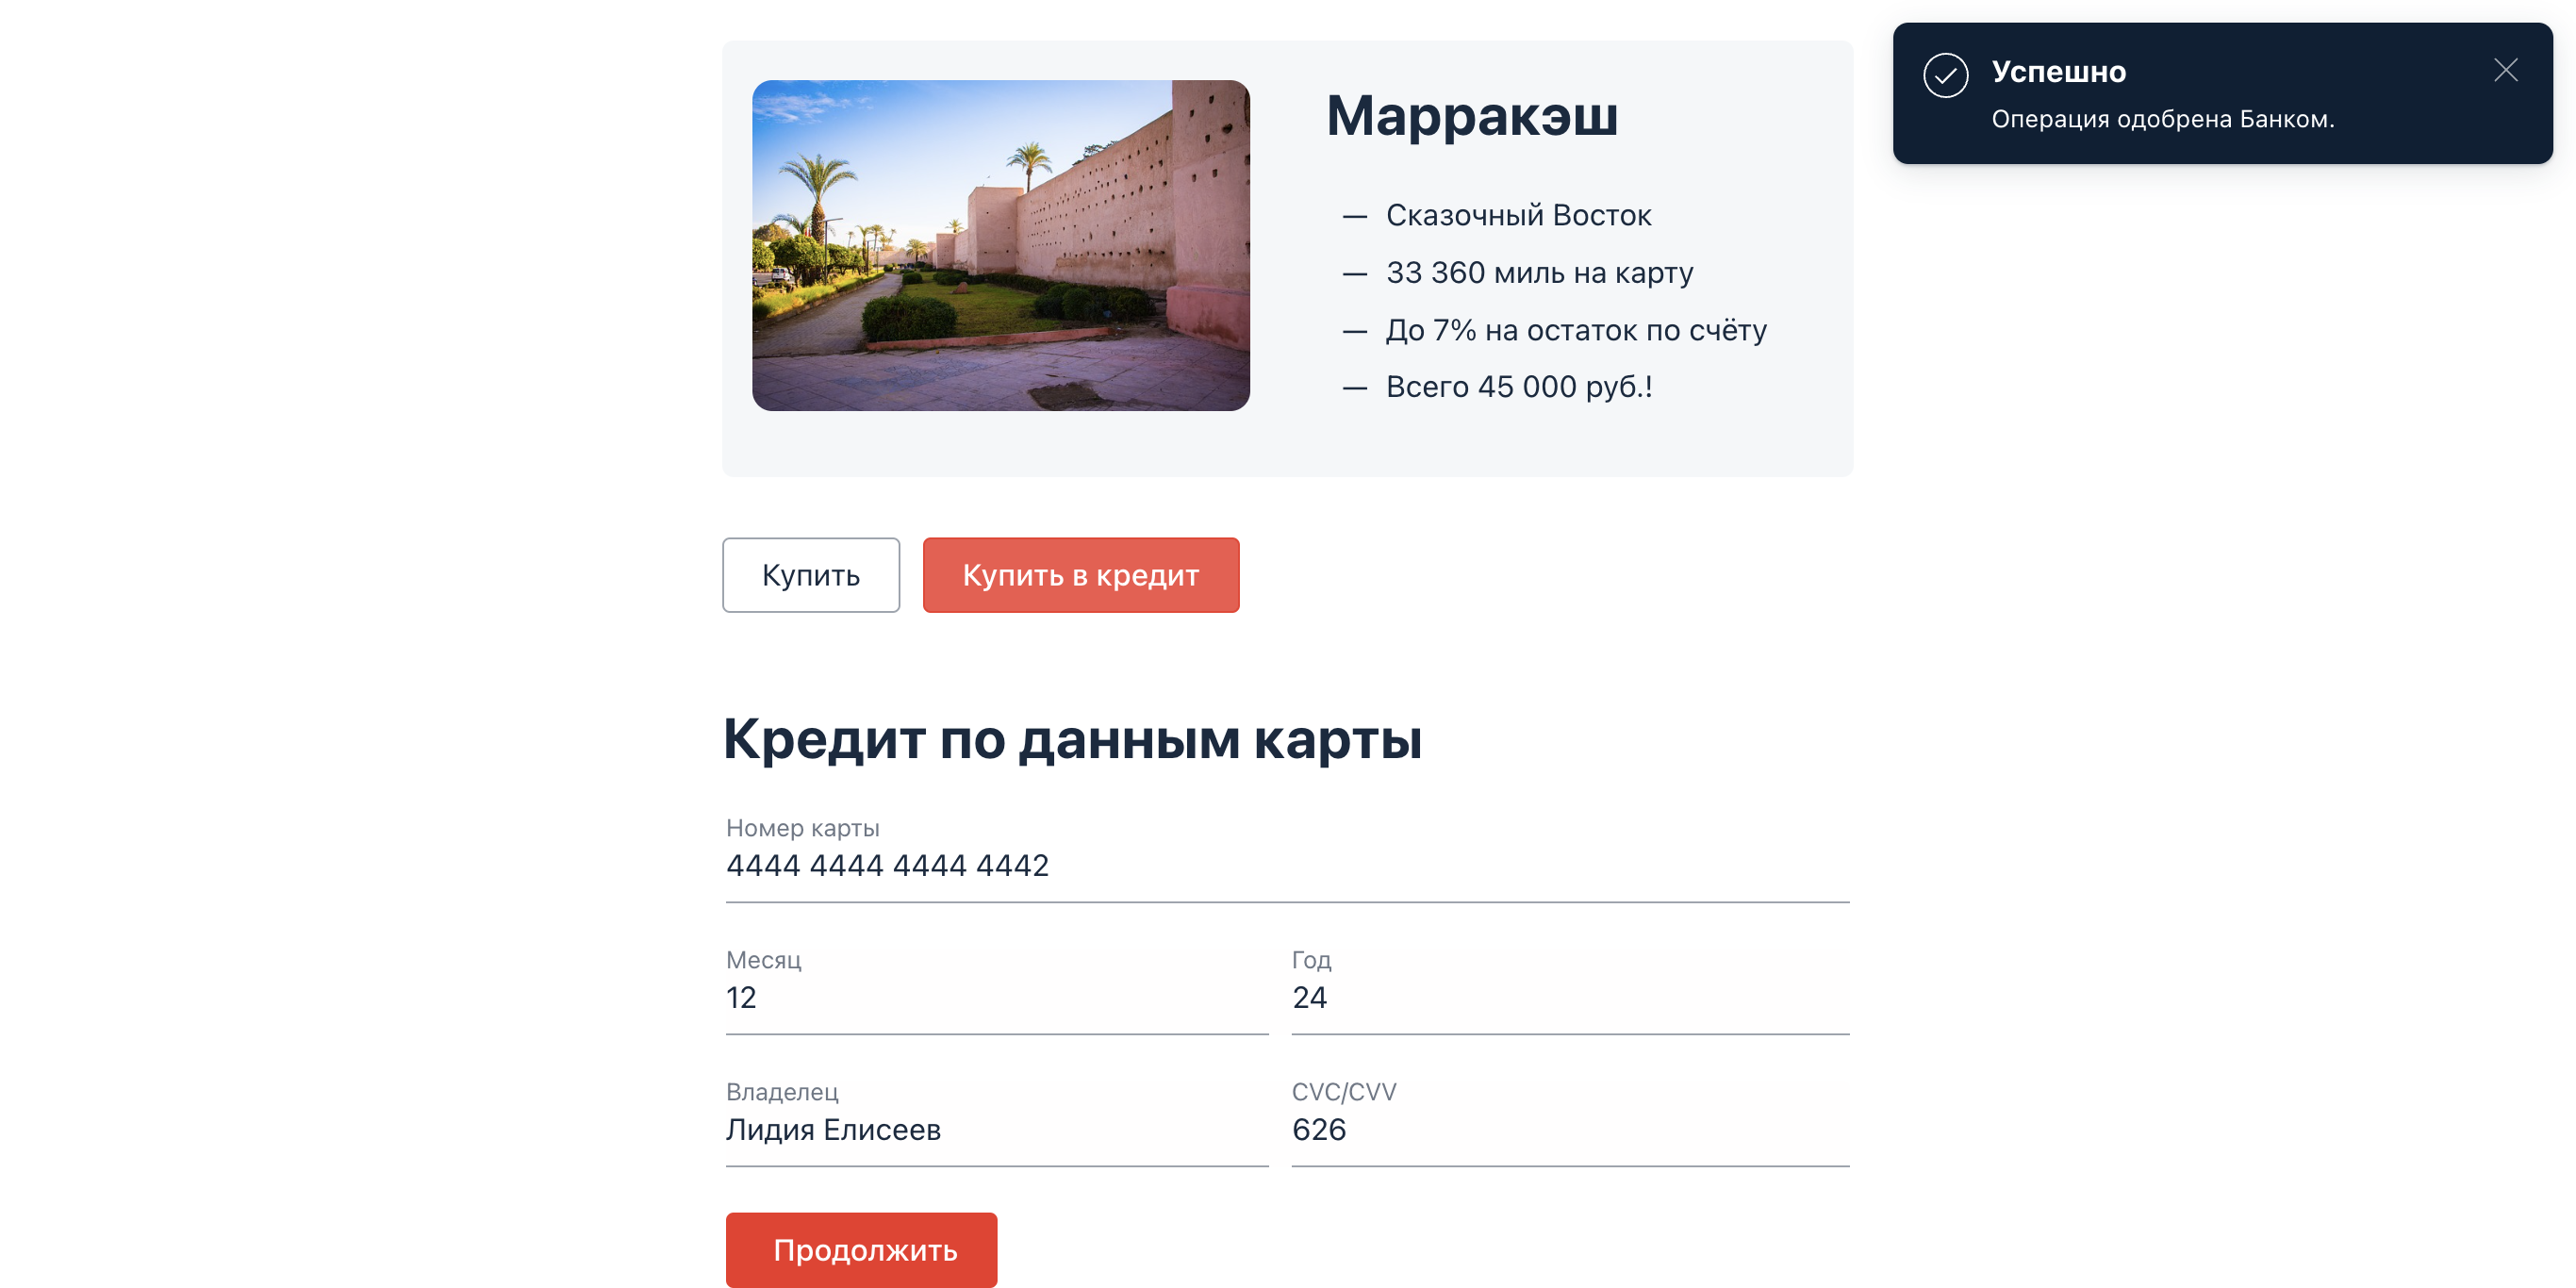 Марракэш
— Сказочный Восток
— 33 360 миль на карту
— До 7% на остаток по счёту
— Всего 45 000 руб.!
Успешно
Операция одобрена Банком.
Купить
Купить в кредит
Кредит по данным карты
Номер карты
4444 4444 4444 4442
Месяц
12
Год
24
Владелец
Лидия Елисеев
CVC/CVV
626
Продолжить